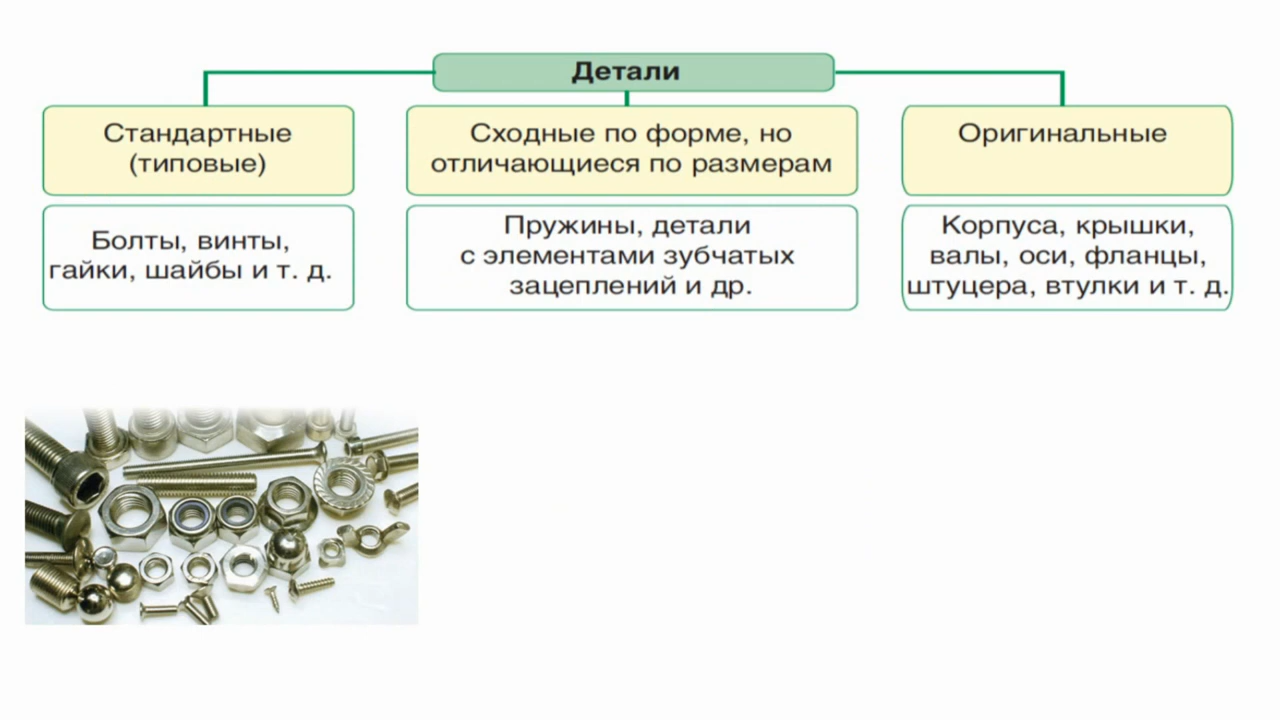 Детали
Стандартные
(типовые)
Сходные по форме, но
отличающиеся по размерам
Оригинальные
Болты, винты,
гайки, шайбы и т. д.
Пружины, детали
с элементами зубчатых
зацеплений и др.
Корпуса, крышки,
валы, оси, фланцы,
штуцера, втулки и т. д.